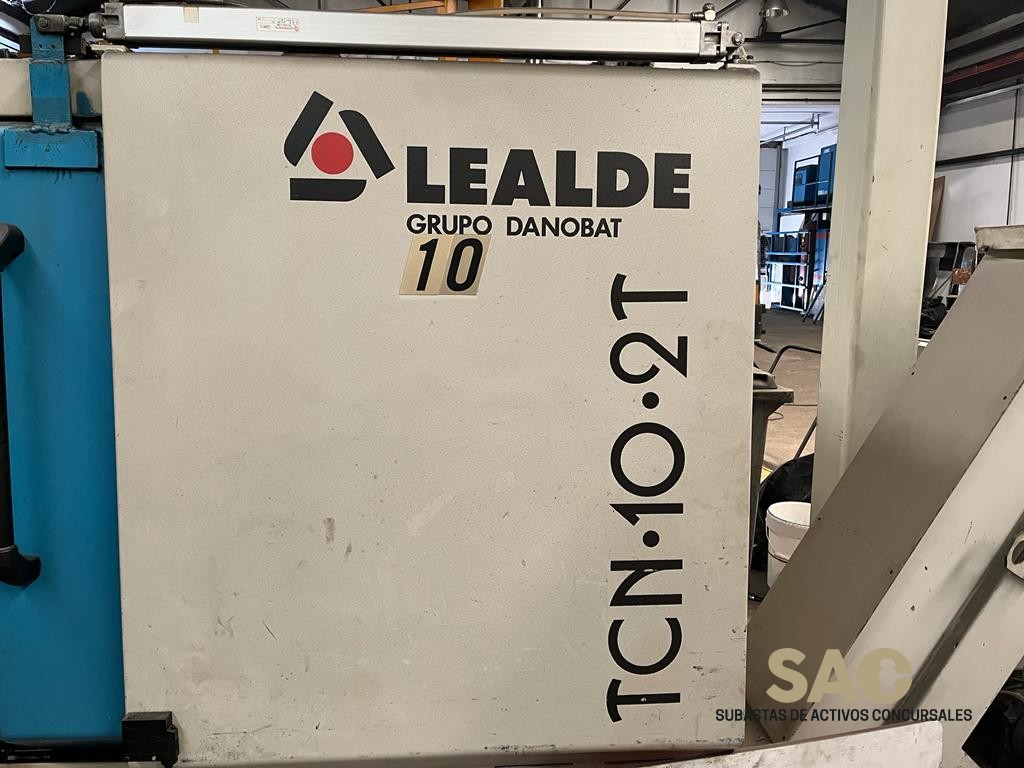 LEALDE
GRUPO DANOBAT
10
TCN·10·2T
SAC
SUBASTAS DE ACTIVOS CONCURSALES